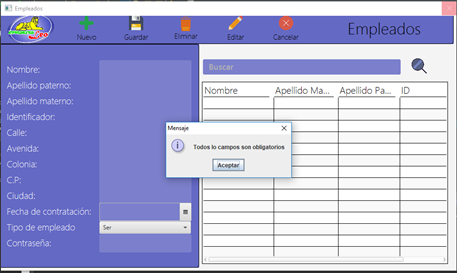 Empleados
Nuevo
Guardar
Eliminar
Editar
Cancelar
Empleados
Nombre:
Apellido paterno:
Apellido materno:
Identificador:
Calle:
Avenida:
Colonia:
C.P:
Ciudad:
Fecha de contratación:
Tipo de empleado
Ser
Contraseña:
Buscar
Nombre
Apellido Ma...
Apellido Pa...
ID
Mensaje
Todos lo campos son obligatorios
Aceptar